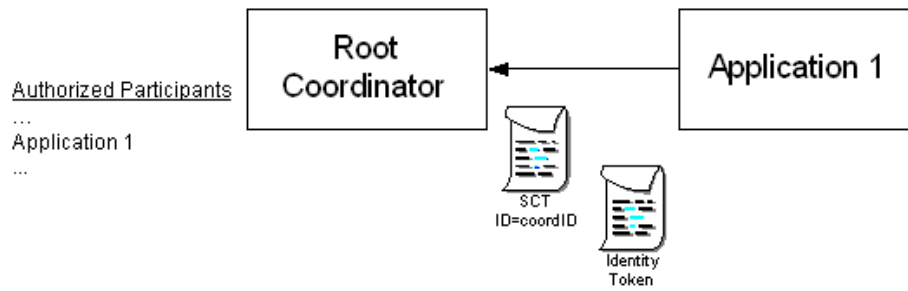 Root
Coordinator
Application 1
Authorized Participants
...
Application 1
...
SCT
ID=coordID
Identity
Token